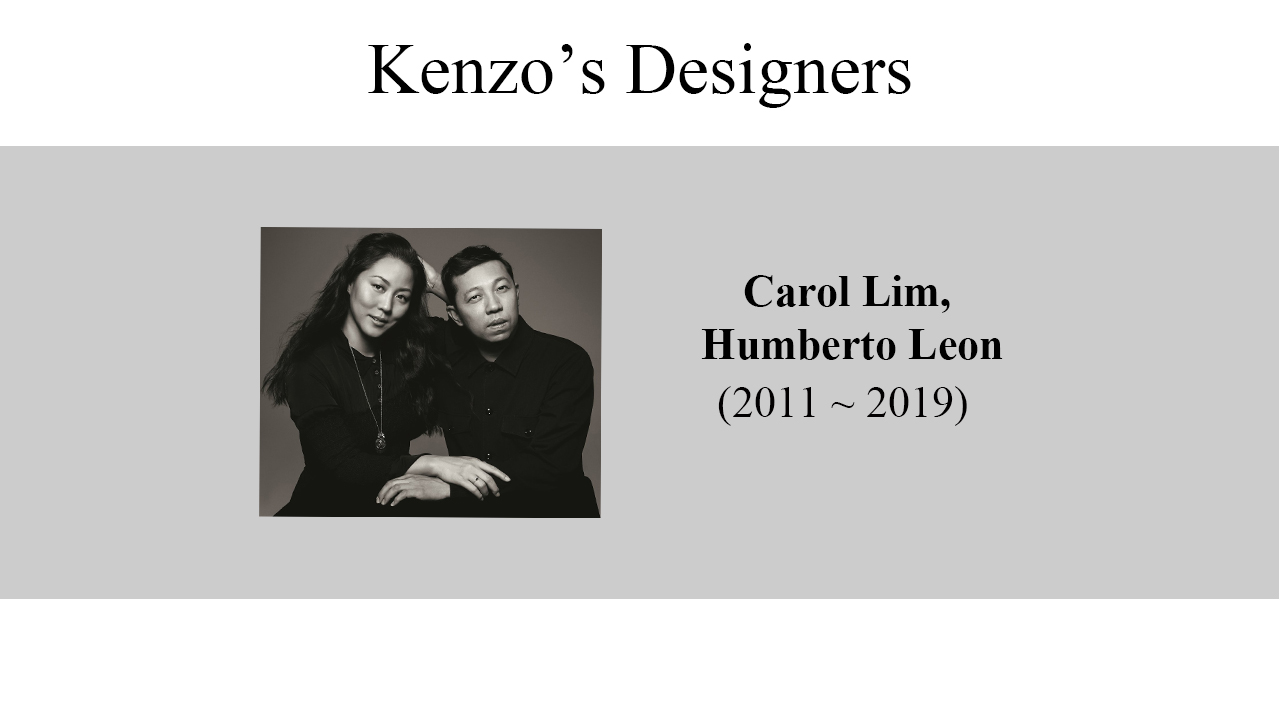 Kenzo’s Designers
Carol Lim,
Humberto Leon
(2011 ~ 2019)